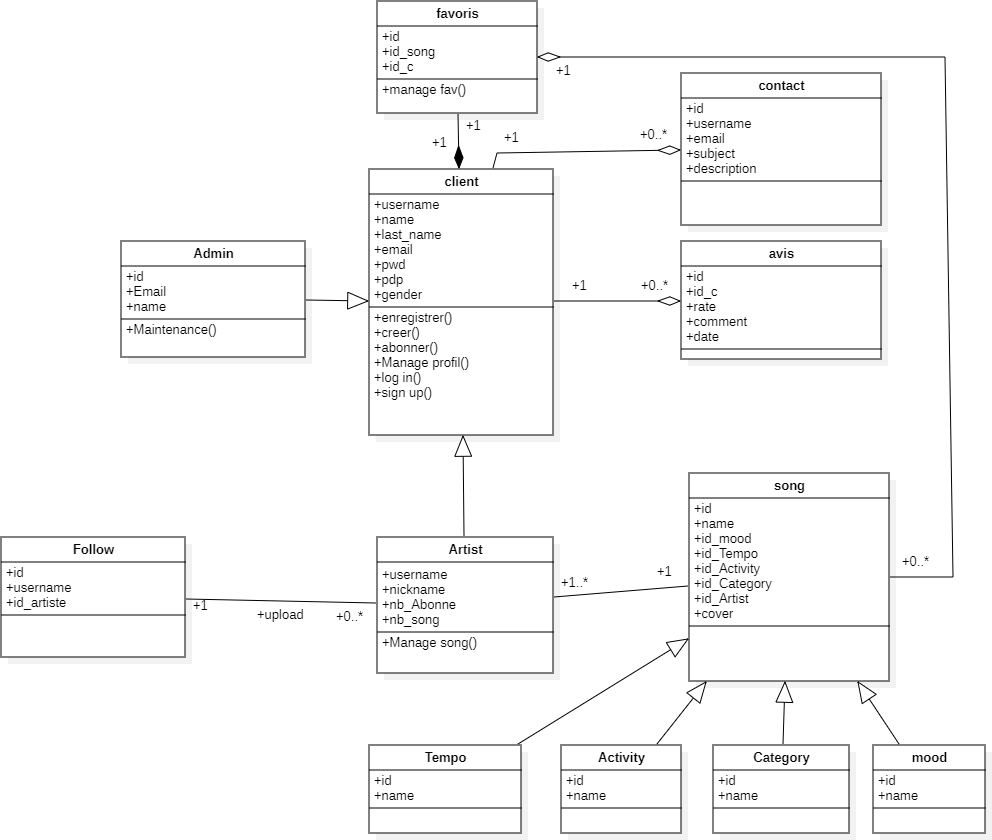 favoris
+id
+id_song
+id_c
+manage fav()
+1
+1
+1
+1
+0..*
contact
+id
+username
+email
+subject
+description
client
+username
+name
+last_name
+email
+pwd
+pdp
+gender
+enregistrer()
+creer()
+abonner()
+Manage profil()
+log in()
+sign up()
Admin
+id
+Email
+name
+Maintenance()
+1
+0..*
avis
+id
+id_c
+rate
+comment
+date
song
+id
+name
+id_mood
+id_Tempo
+id_Activity
+id_Category
+id_Artist
+cover
+0..*
Follow
+id
+username
+id_artiste
+1
+upload
+0..*
Artist
+username
+nickname
+nb_Abonne
+nb_song
+Manage song()
+1..*
+1
Tempo
+id
+name
Activity
+id
+name
Category
+id
+name
mood
+id
+name